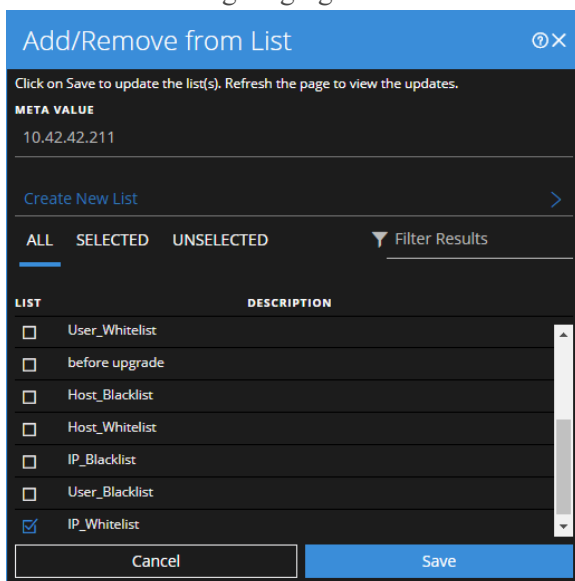 Add/Remove from List
Click on Save to update the list(s). Refresh the page to view the updates.
META VALUE
10.42.42.211
Create New List
ALL SELECTED UNSELECTED Filter Results
LIST DESCRIPTION
User_Whitelist
before upgrade
Host_Blacklist
Host_Whitelist
IP_Blacklist
User_Blacklist
IP_Whitelist
Cancel Save